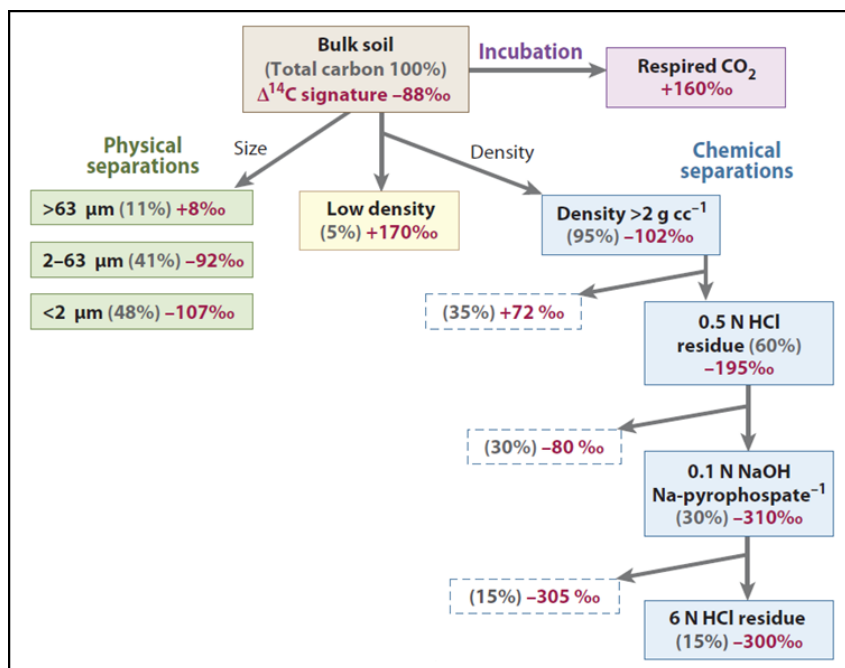 Bulk soil
(Total carbon 100%)
Δ¹⁴C signature –88‰
Incubation
Respired CO₂
+160‰
Physical
separations
Size
Density
Chemical
separations
>63 μm (11%) +8‰
2–63 μm (41%) –92‰
<2 μm (48%) –107‰
Low density
(5%) +170‰
Density >2 g cc⁻¹
(95%) –102‰
(35%) +72 ‰
0.5 N HCl
residue (60%)
–195‰
(30%) –80 ‰
0.1 N NaOH
Na-pyrophospate⁻¹
(30%) –310‰
(15%) –305 ‰
6 N HCl residue
(15%) –300‰